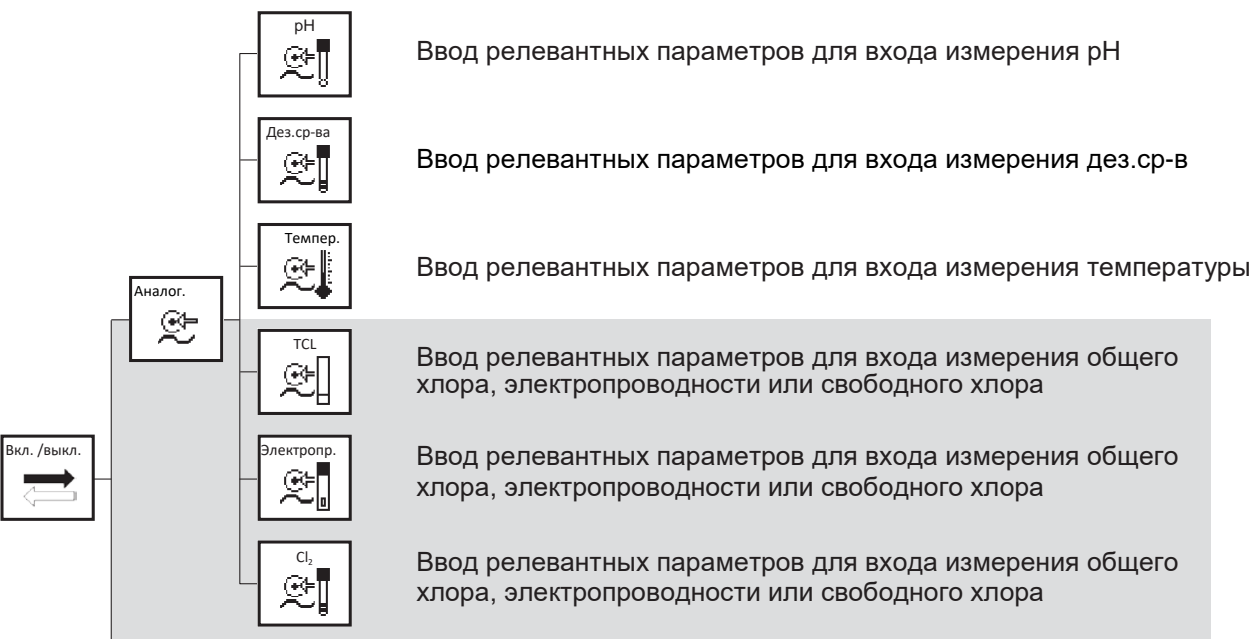 pH
Ввод релевантных параметров для входа измерения pH
Дез.ср-ва
Ввод релевантных параметров для входа измерения дез.ср-в
Темпер.
Ввод релевантных параметров для входа измерения температуры
Аналог.
TCL
Ввод релевантных параметров для входа измерения общего
хлора, электропроводности или свободного хлора
Вкл. /выкл.
Электропр.
Ввод релевантных параметров для входа измерения общего
хлора, электропроводности или свободного хлора
Cl₂
Ввод релевантных параметров для входа измерения общего
хлора, электропроводности или свободного хлора